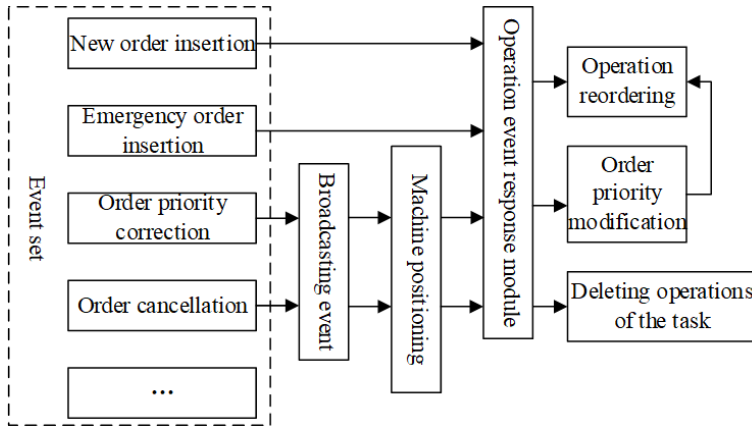 New order insertion
Emergency order
insertion
Order priority
correction
Order cancellation
...
Event set
Broadcasting event
Machine positioning
Operation event response module
Operation
reordering
Order
priority
modification
Deleting operations
of the task